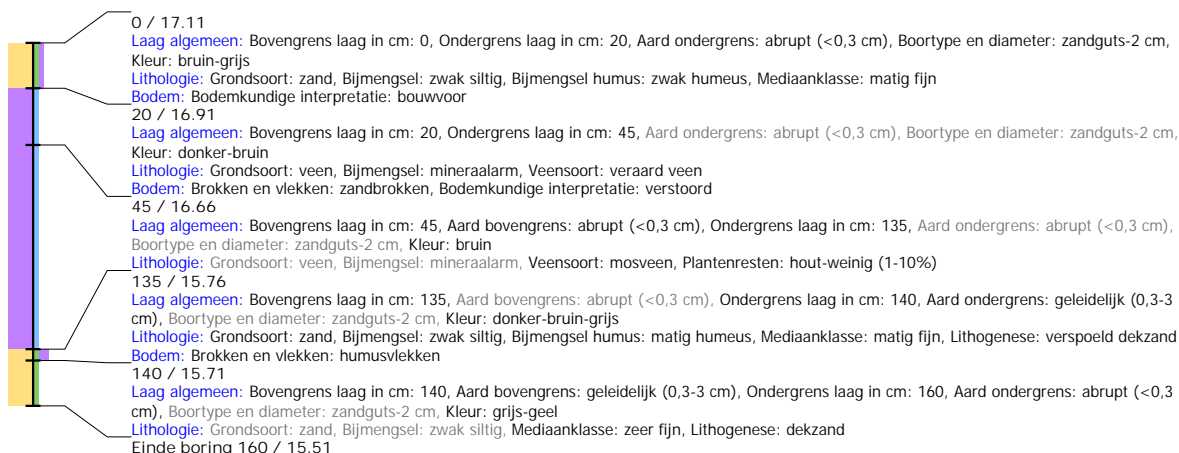 0 / 17.11
Laag algemeen: Bovengrens laag in cm: 0, Ondergrens laag in cm: 20, Aard ondergrens: abrupt (<0,3 cm), Boortype en diameter: zandguts-2 cm,
Kleur: bruin-grijs
Lithologie: Grondsoort: zand, Bijmengsel: zwak siltig, Bijmengsel humus: zwak humeus, Mediaanklasse: matig fijn
Bodem: Bodemkundige interpretatie: bouwvoor
20 / 16.91
Laag algemeen: Bovengrens laag in cm: 20, Ondergrens laag in cm: 45, Aard ondergrens: abrupt (<0,3 cm), Boortype en diameter: zandguts-2 cm,
Kleur: donker-bruin
Lithologie: Grondsoort: veen, Bijmengsel: mineraalarm, Veensoort: veraard veen
Bodem: Brokken en vlekken: zandbrokken, Bodemkundige interpretatie: verstoord
45 / 16.66
Laag algemeen: Bovengrens laag in cm: 45, Aard bovengrens: abrupt (<0,3 cm), Ondergrens laag in cm: 135, Aard ondergrens: abrupt (<0,3 cm),
Boortype en diameter: zandguts-2 cm, Kleur: bruin
Lithologie: Grondsoort: veen, Bijmengsel: mineraalarm, Veensoort: mosveen, Plantenresten: hout-weinig (1-10%)
135 / 15.76
Laag algemeen: Bovengrens laag in cm: 135, Aard bovengrens: abrupt (<0,3 cm), Ondergrens laag in cm: 140, Aard ondergrens: geleidelijk (0,3-3
cm), Boortype en diameter: zandguts-2 cm, Kleur: donker-bruin-grijs
Lithologie: Grondsoort: zand, Bijmengsel: zwak siltig, Bijmengsel humus: matig humeus, Mediaanklasse: matig fijn, Lithogenese: verspoeld dekzand
Bodem: Brokken en vlekken: humusvlekken
140 / 15.71
Laag algemeen: Bovengrens laag in cm: 140, Aard bovengrens: geleidelijk (0,3-3 cm), Ondergrens laag in cm: 160, Aard ondergrens: abrupt (<0,3
cm), Boortype en diameter: zandguts-2 cm, Kleur: grijs-geel
Lithologie: Grondsoort: zand, Bijmengsel: zwak siltig, Mediaanklasse: zeer fijn, Lithogenese: dekzand
Einde boring 160 / 15.51